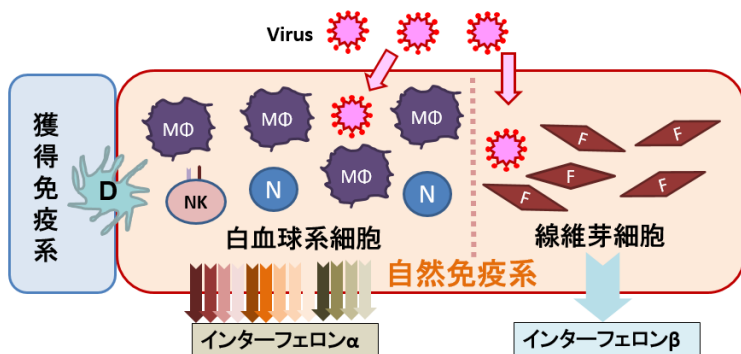 Virus
獲得免疫系
D
MΦ
MΦ
MΦ
MΦ
NK
N
N
F
F
F
F
F
白血球系細胞
線維芽細胞
自然免疫系
インターフェロンα
インターフェロンβ